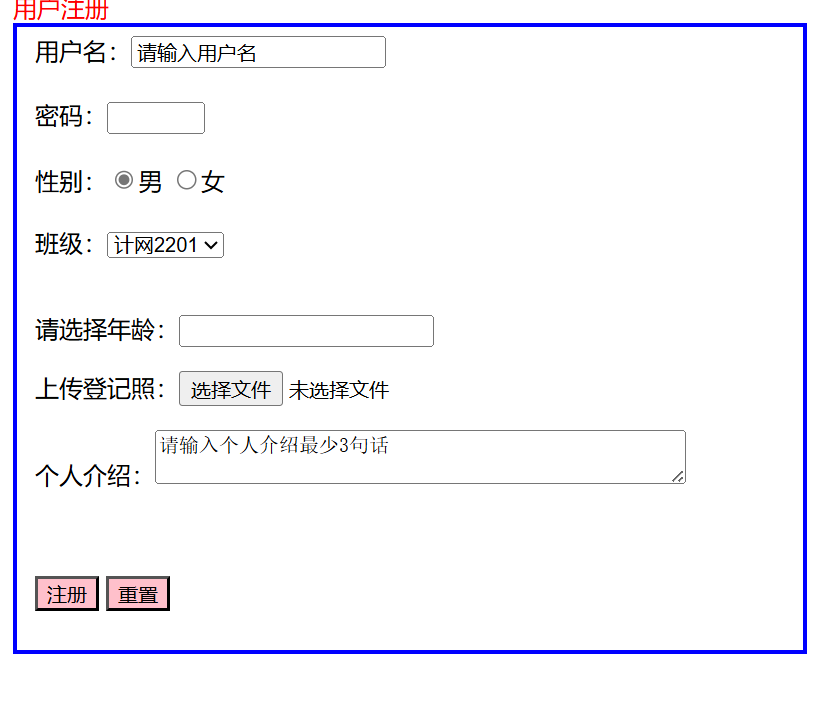 用户注册
用户名：请输入用户名
密码：
性别：男 女
班级：计网2201
请选择年龄：
上传登记照：选择文件 未选择文件
请输入个人介绍最少3句话
个人介绍：
注册 重置